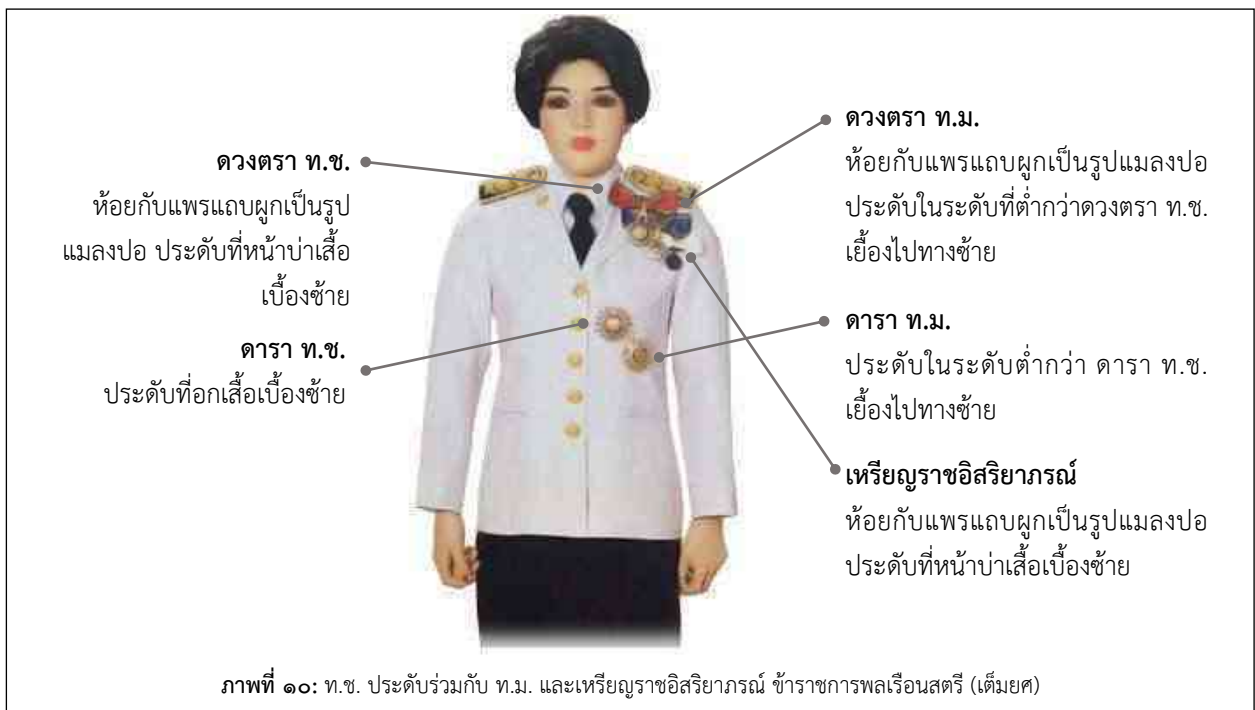 ดวงตรา ท.ช.
ห้อยกับแพรแถบผูกเป็นรูป
แมลงปอ ประดับที่หน้าบ่าเสื้อ
เบื้องซ้าย
ดารา ท.ช.
ประดับที่อกเสื้อเบื้องซ้าย
ดวงตรา ท.ม.
ห้อยกับแพรแถบผูกเป็นรูปแมลงปอ
ประดับในระดับที่ต่ำกว่าดวงตรา ท.ช.
เยื้องไปทางซ้าย
ดารา ท.ม.
ประดับในระดับต่ำกว่า ดารา ท.ช.
เยื้องไปทางซ้าย
เหรียญราชอิสริยาภรณ์
ห้อยกับแพรแถบผูกเป็นรูปแมลงปอ
ประดับที่หน้าบ่าเสื้อเบื้องซ้าย
ภาพที่ ๑๐: ท.ช. ประดับร่วมกับ ท.ม. และเหรียญราชอิสริยาภรณ์ ข้าราชการพลเรือนสตรี (เต็มยศ)